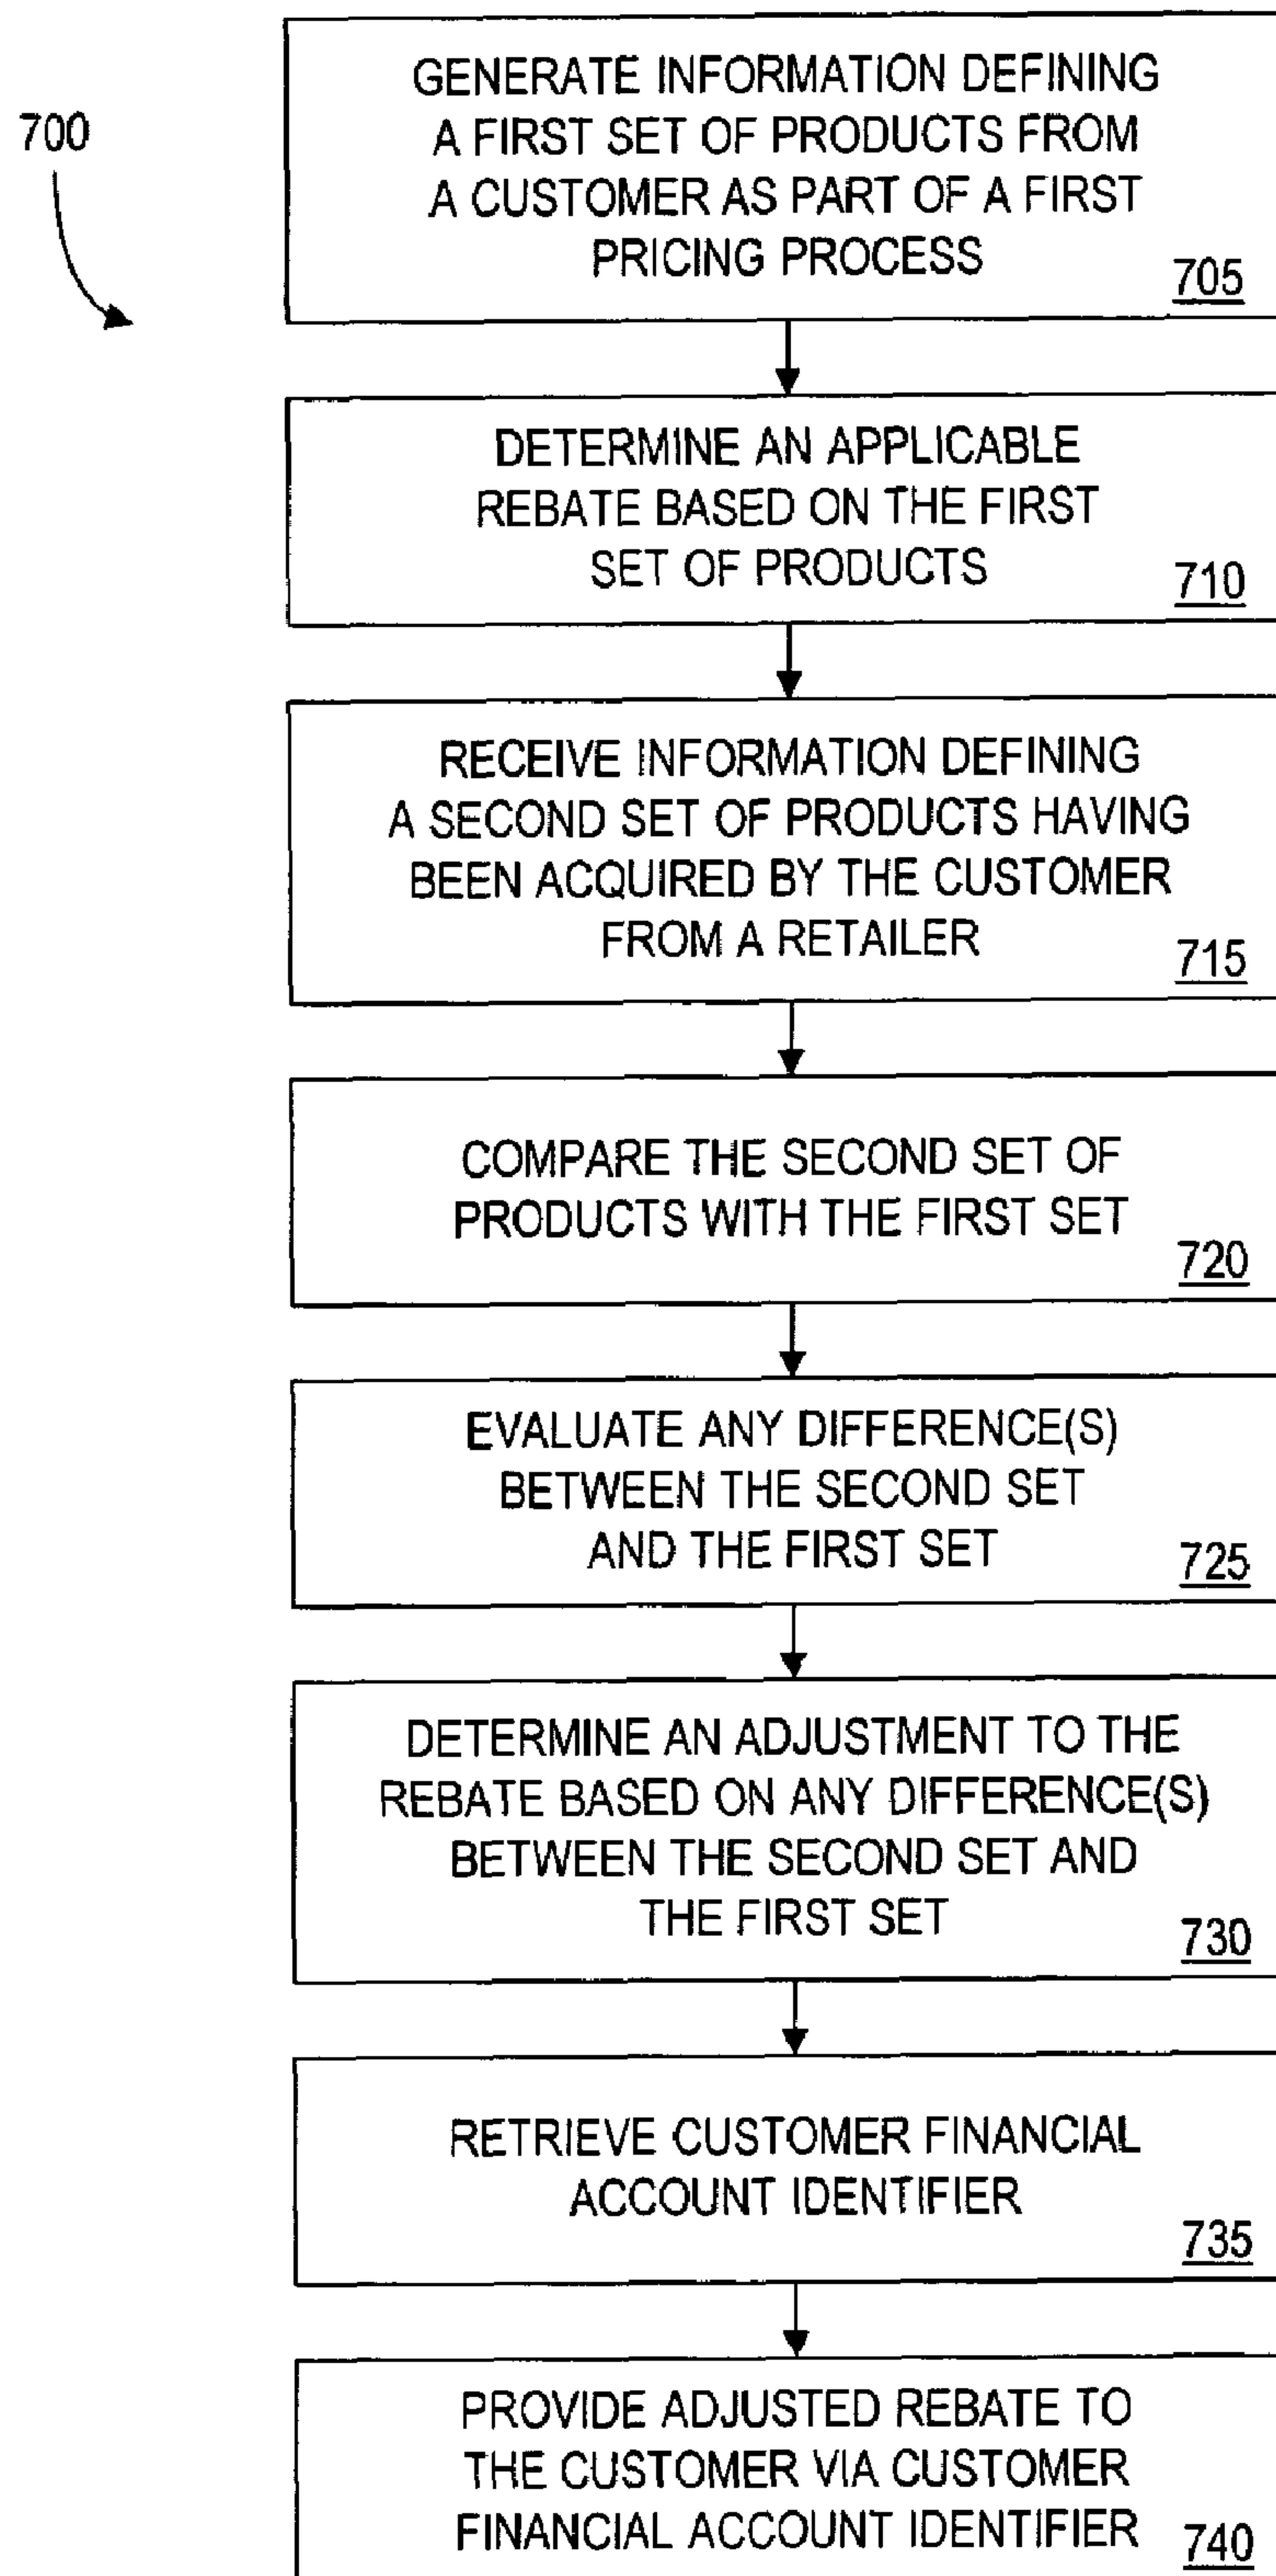 700
GENERATE INFORMATION DEFINING
A FIRST SET OF PRODUCTS FROM
A CUSTOMER AS PART OF A FIRST
PRICING PROCESS
705
DETERMINE AN APPLICABLE
REBATE BASED ON THE FIRST
SET OF PRODUCTS
710
RECEIVE INFORMATION DEFINING
A SECOND SET OF PRODUCTS HAVING
BEEN ACQUIRED BY THE CUSTOMER
FROM A RETAILER
715
COMPARE THE SECOND SET OF
PRODUCTS WITH THE FIRST SET
720
EVALUATE ANY DIFFERENCE(S)
BETWEEN THE SECOND SET
AND THE FIRST SET
725
DETERMINE AN ADJUSTMENT TO THE
REBATE BASED ON ANY DIFFERENCE(S)
BETWEEN THE SECOND SET AND
THE FIRST SET
730
RETRIEVE CUSTOMER FINANCIAL
ACCOUNT IDENTIFIER
735
PROVIDE ADJUSTED REBATE TO
THE CUSTOMER VIA CUSTOMER
FINANCIAL ACCOUNT IDENTIFIER
740